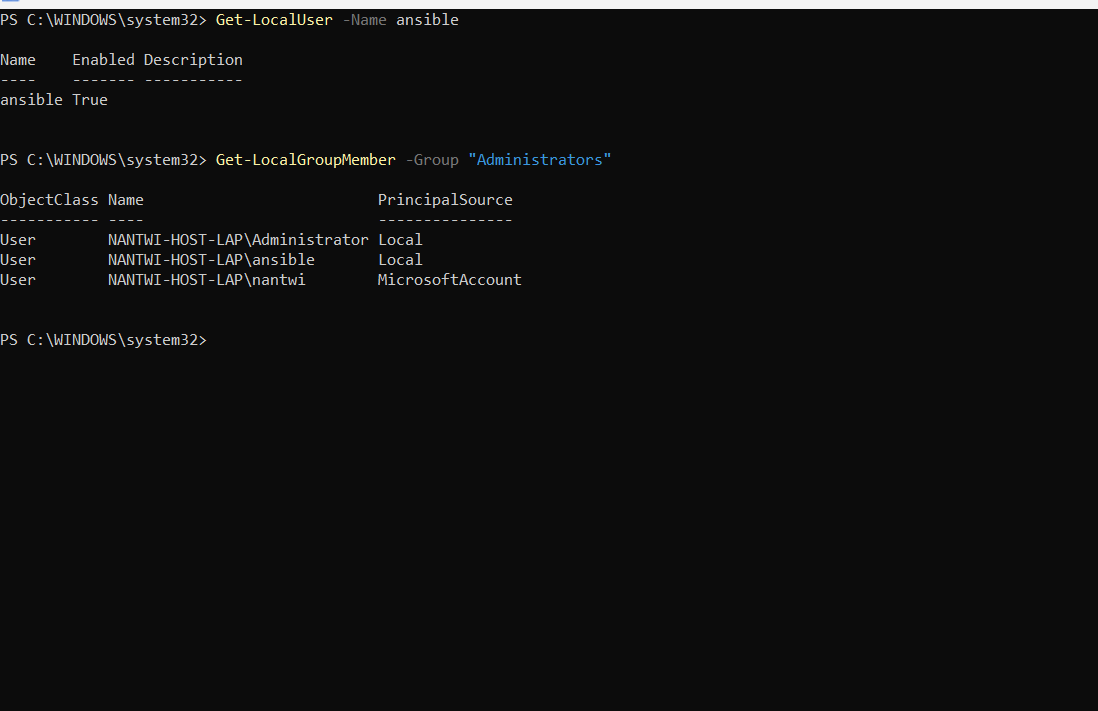 PS C:\WINDOWS\system32> Get-LocalUser -Name ansible
Name    Enabled Description
----    ------- -----------
ansible True
PS C:\WINDOWS\system32> Get-LocalGroupMember -Group "Administrators"
ObjectClass Name                          PrincipalSource
----------- ----                          ---------------
User        NANTWI-HOST-LAP\Administrator Local
User        NANTWI-HOST-LAP\ansible       Local
User        NANTWI-HOST-LAP\nantwi        MicrosoftAccount
PS C:\WINDOWS\system32>